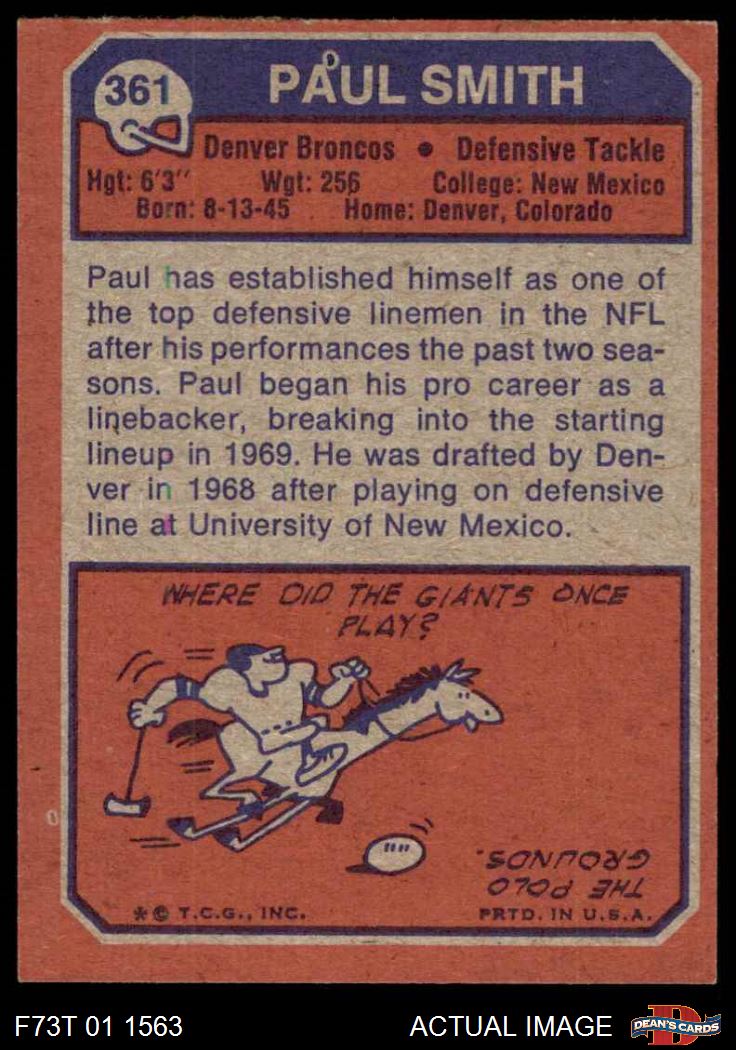 361
PAUL SMITH
Denver Broncos • Defensive Tackle
Hgt: 6'3" Wgt: 256 College: New Mexico
Born: 8-13-45 Home: Denver, Colorado
Paul has established himself as one of
the top defensive linemen in the NFL
after his performances the past two sea-
sons. Paul began his pro career as a
linebacker, breaking into the starting
lineup in 1969. He was drafted by Den-
ver in 1968 after playing on defensive
line at University of New Mexico.
WHERE DID THE GIANTS ONCE
PLAY?
THE POLO
GROUNDS.
*© T.C.G., INC. PRTD. IN U.S.A.
F73T 01 1563 ACTUAL IMAGE
D
DEAN'S CARDS